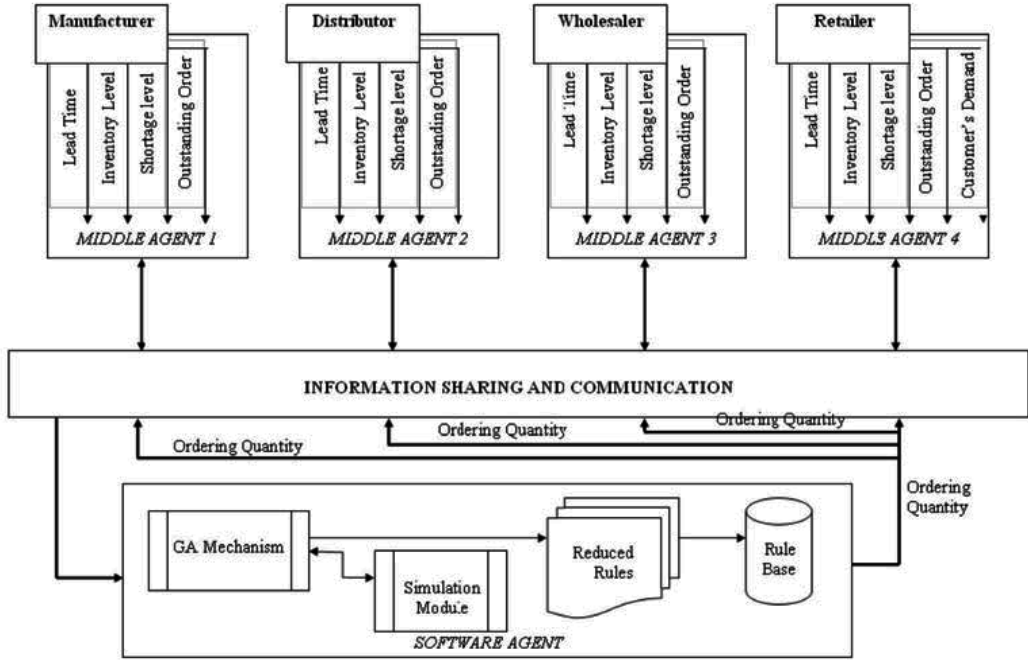 Manufacturer
Lead Time
Inventory Level
Shortage level
Outstanding Order
MIDDLE AGENT 1
Distributor
Lead Time
Inventory Level
Shortage level
Outstanding Order
MIDDLE AGENT 2
Wholesaler
Lead Time
Inventory Level
Shortage level
Outstanding Order
MIDDLE AGENT 3
Retailer
Lead Time
Inventory Level
Shortage level
Outstanding Order
Customer's Demand
MIDDLE AGENT 4
INFORMATION SHARING AND COMMUNICATION
Ordering Quantity
Ordering Quantity
Ordering Quantity
Ordering
Quantity
GA Mechanism
Simulation
Module
Reduced
Rules
Rule
Base
SOFTWARE AGENT